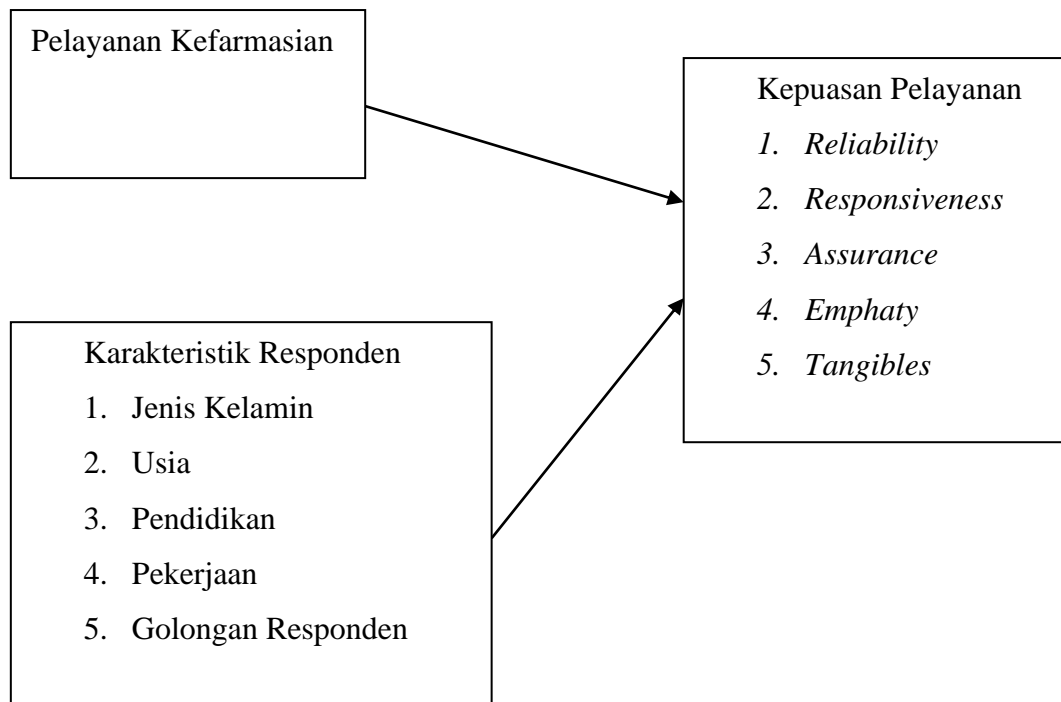 Pelayanan Kefarmasian
Kepuasan Pelayanan
1. Reliability
2. Responsiveness
3. Assurance
4. Emphaty
5. Tangibles
Karakteristik Responden
1. Jenis Kelamin
2. Usia
3. Pendidikan
4. Pekerjaan
5. Golongan Responden